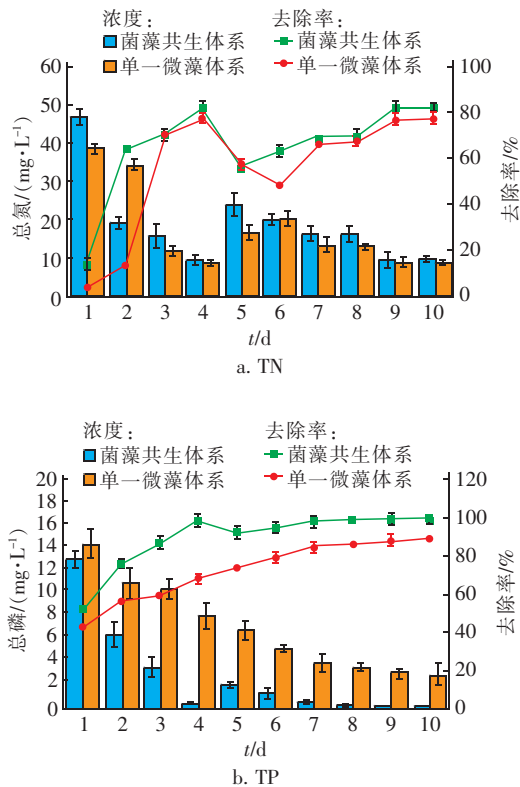 浓度： 去除率：
菌藻共生体系 菌藻共生体系
单一微藻体系 单一微藻体系
60 50 40 30 20 10 0
总氮/(mg·L⁻¹)
100 80 60 40 20 0
去除率/%
1 2 3 4 5 6 7 8 9 10
t/d
a. TN
浓度： 去除率：
菌藻共生体系 菌藻共生体系
单一微藻体系 单一微藻体系
20 18 16 14 12 10 8 6 4 2 0
总磷/(mg·L⁻¹)
120 100 80 60 40 20 0
去除率/%
1 2 3 4 5 6 7 8 9 10
t/d
b. TP